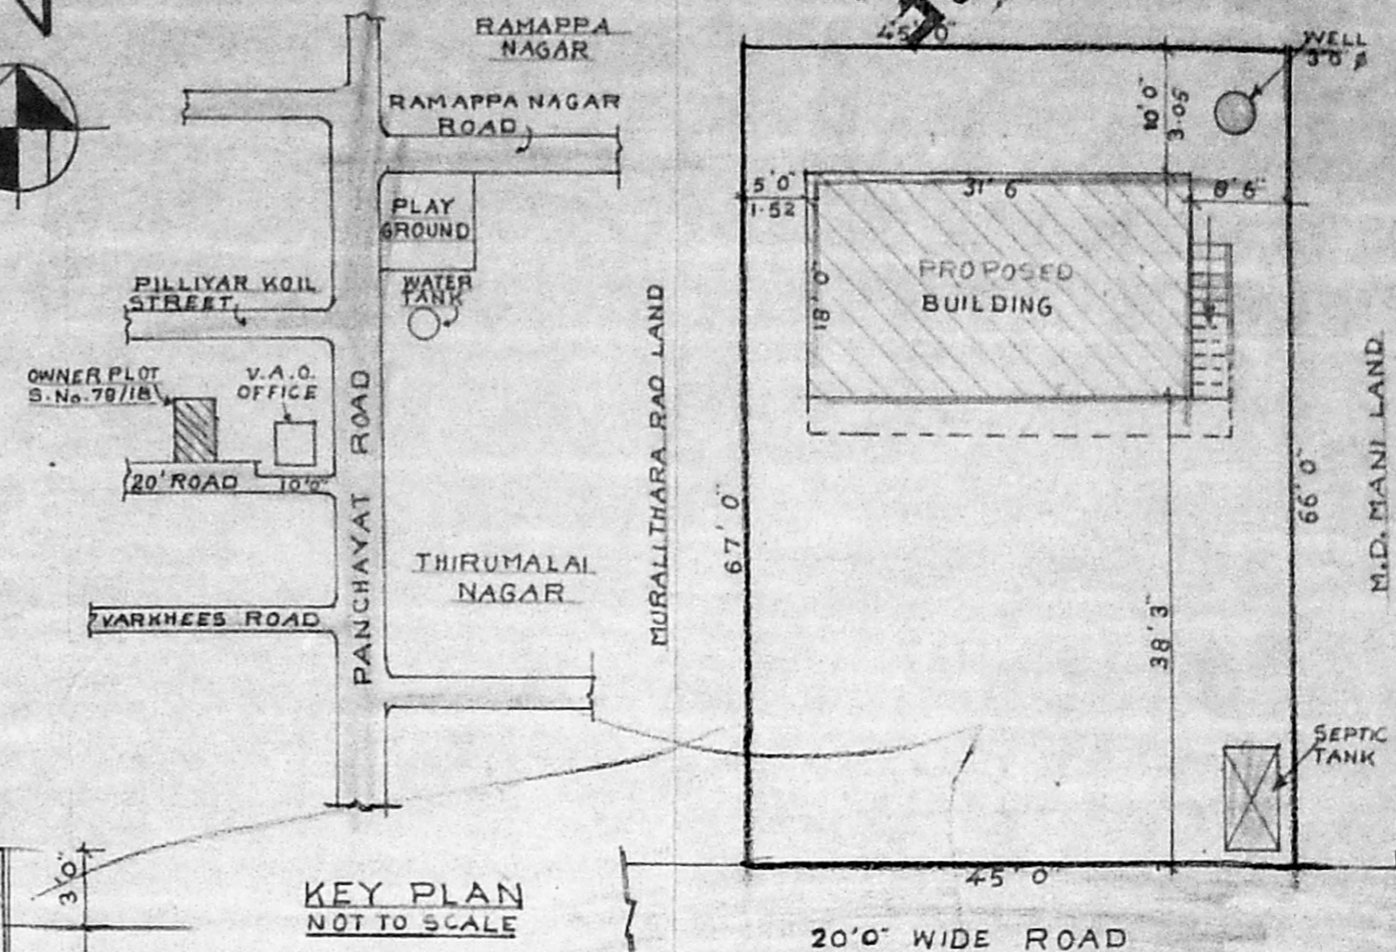 RAMAPPA
NAGAR
RAMAPPA NAGAR
ROAD
PLAY
GROUND
WATER
TANK
PILLIYAR KOIL
STREET
OWNER PLOT
S.No.79/1B
V.A.O.
OFFICE
20' ROAD
10'0"
PANCHAYAT ROAD
THIRUMALAI
NAGAR
VARKHEES ROAD
3'0"
KEY PLAN
NOT TO SCALE
45'0"
WELL
3'0" ϕ
10'0"
3.05
5'0"
1.52
31'6
8'6"
18'0"
PROPOSED
BUILDING
MURALITHARA RAO LAND
67'0"
66'0"
M.D. MANI LAND
38'3"
SEPTIC
TANK
45'0"
20'0" WIDE ROAD